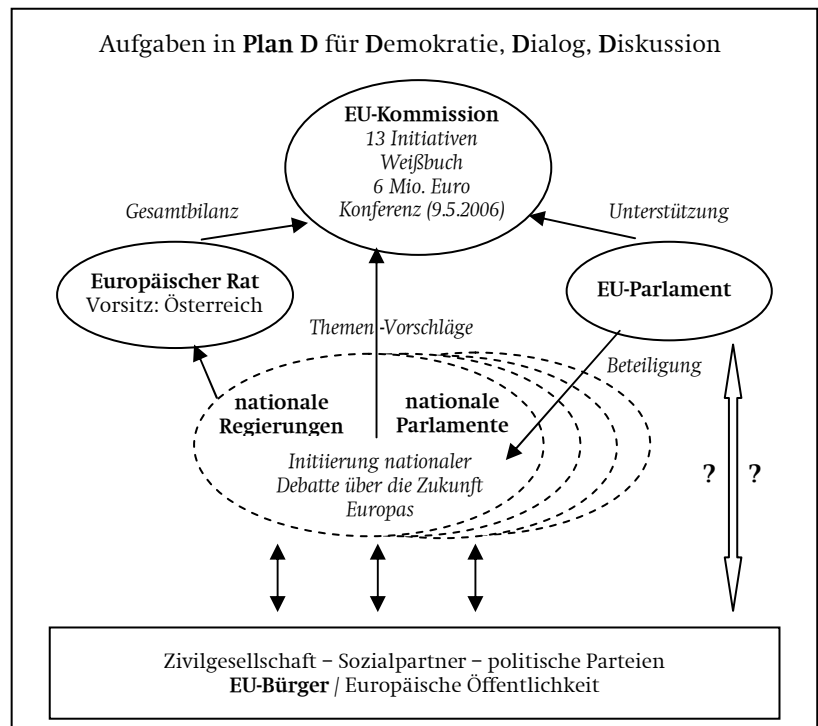 Aufgaben in Plan D für Demokratie, Dialog, Diskussion
EU-Kommission
13 Initiativen
Weißbuch
6 Mio. Euro
Konferenz (9.5.2006)
Gesamtbilanz
Unterstützung
Europäischer Rat
Vorsitz: Österreich
EU-Parlament
Themen-Vorschläge
Beteiligung
nationale
Regierungen
nationale
Parlamente
Initiierung nationaler
Debatte über die Zukunft
Europas
? ?
Zivilgesellschaft – Sozialpartner – politische Parteien
EU-Bürger / Europäische Öffentlichkeit